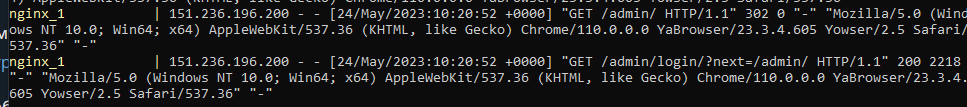 nginx_1         | 151.236.196.200 - - [24/May/2023:10:20:52 +0000] "GET /admin/ HTTP/1.1" 302 0 "-" "Mozilla/5.0 (Wind
ows NT 10.0; Win64; x64) AppleWebKit/537.36 (KHTML, like Gecko) Chrome/110.0.0.0 YaBrowser/23.3.4.605 Yowser/2.5 Safari/
537.36" "-"
nginx_1         | 151.236.196.200 - - [24/May/2023:10:20:52 +0000] "GET /admin/login/?next=/admin/ HTTP/1.1" 200 2218
"-" "Mozilla/5.0 (Windows NT 10.0; Win64; x64) AppleWebKit/537.36 (KHTML, like Gecko) Chrome/110.0.0.0 YaBrowser/23.3.4.
605 Yowser/2.5 Safari/537.36" "-"